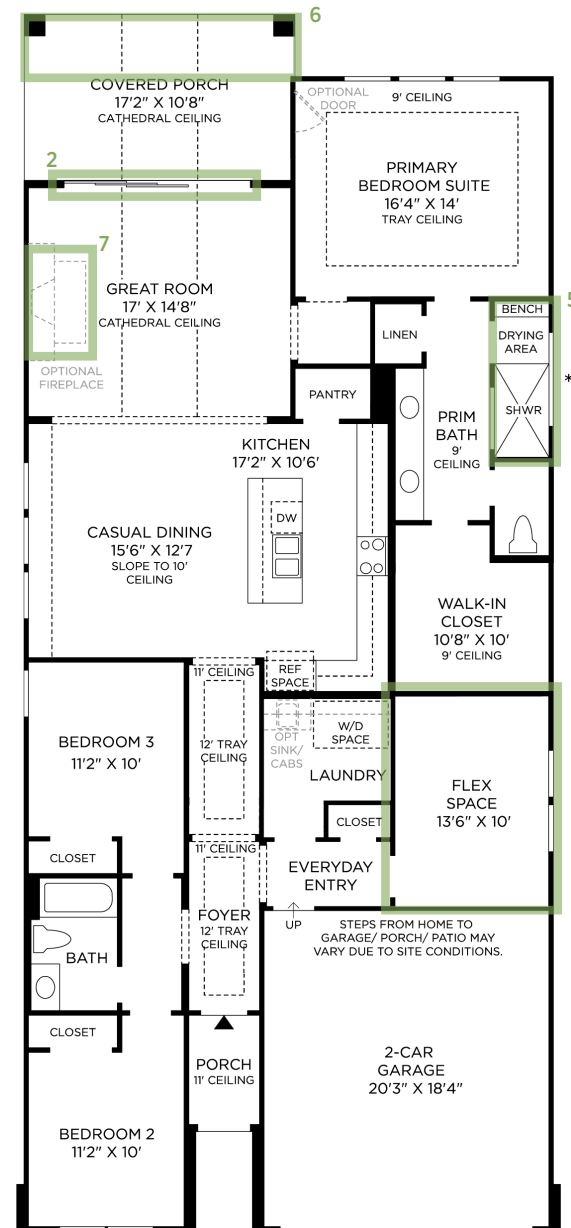 6
COVERED PORCH
17'2" X 10'8"
CATHEDRAL CEILING
OPTIONAL
DOOR
9' CEILING
PRIMARY
BEDROOM SUITE
16'4" X 14'
TRAY CEILING
2
7
GREAT ROOM
17' X 14'8"
CATHEDRAL CEILING
OPTIONAL
FIREPLACE
5
BENCH
DRYING
AREA
SHWR
*
LINEN
PANTRY
PRIM
BATH
9'
CEILING
KITCHEN
17'2" X 10'6'
DW
CASUAL DINING
15'6" X 12'7
SLOPE TO 10'
CEILING
WALK-IN
CLOSET
10'8" X 10'
9' CEILING
REF
SPACE
11' CEILING
12' TRAY
CEILING
BEDROOM 3
11'2" X 10'
OPT
SINK/
CABS
W/D
SPACE
LAUNDRY
FLEX
SPACE
13'6" X 10'
CLOSET
CLOSET
11' CEILING
EVERYDAY
ENTRY
UP
FOYER
12' TRAY
CEILING
STEPS FROM HOME TO
GARAGE/ PORCH/ PATIO MAY
VARY DUE TO SITE CONDITIONS.
BATH
CLOSET
PORCH
11' CEILING
2-CAR
GARAGE
20'3" X 18'4"
BEDROOM 2
11'2" X 10'